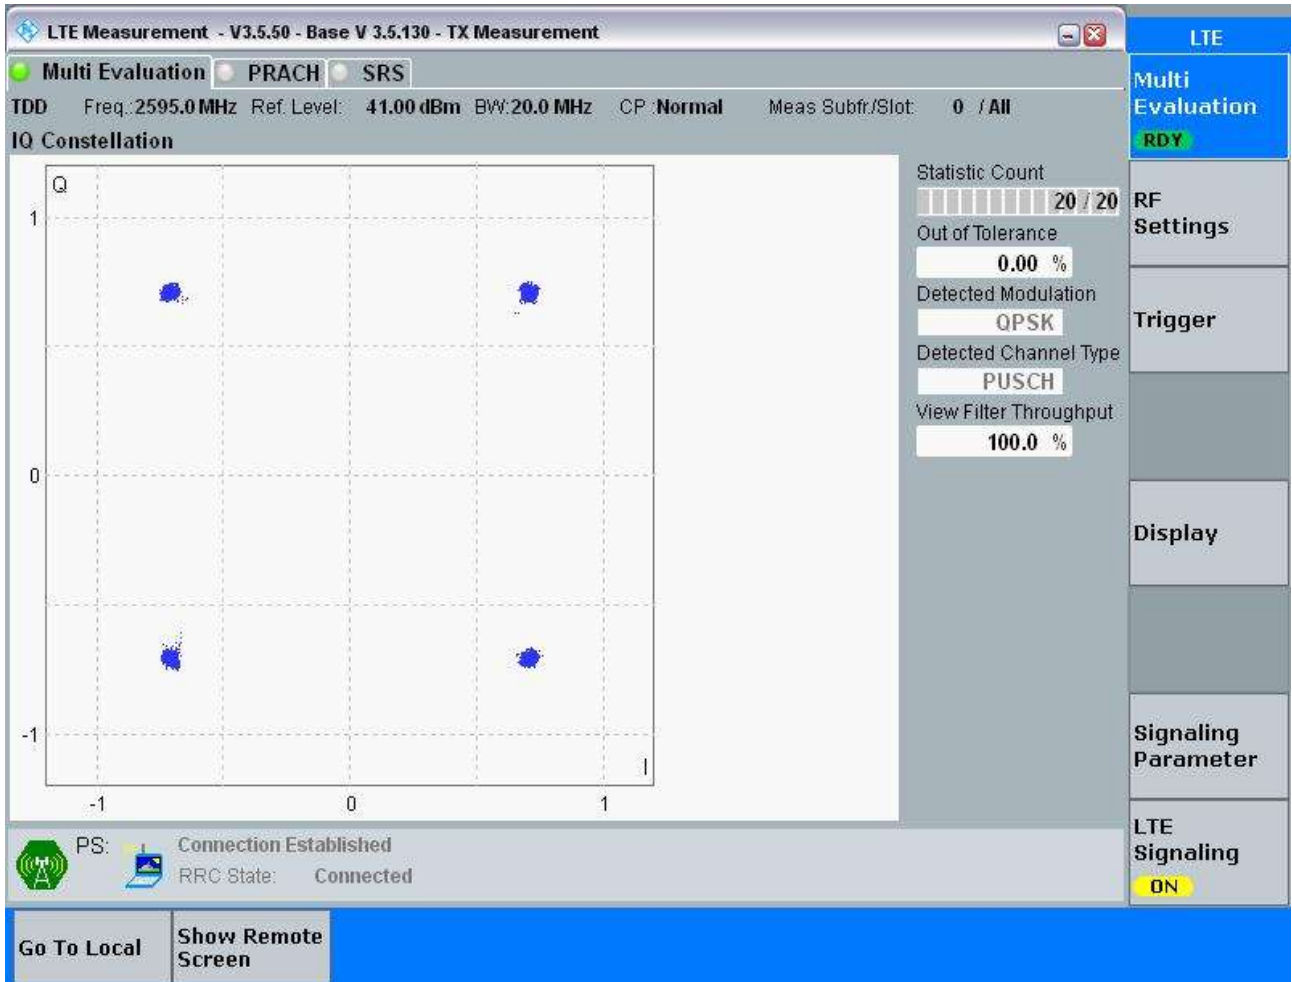 LTE Measurement - V3.5.50 - Base V 3.5.130 - TX Measurement
LTE
Multi Evaluation PRACH SRS
TDD Freq.:2595.0 MHz Ref. Level: 41.00 dBm BW:20.0 MHz CP :Normal Meas Subfr./Slot: 0 / All
IQ Constellation
Q
1
0
-1
-1 0 1
I
Statistic Count
20 / 20
Out of Tolerance
0.00 %
Detected Modulation
QPSK
Detected Channel Type
PUSCH
View Filter Throughput
100.0 %
Multi
Evaluation
RDY
RF
Settings
Trigger
Display
Signaling
Parameter
LTE
Signaling
ON
PS: Connection Established
RRC State: Connected
Go To Local
Show Remote
Screen